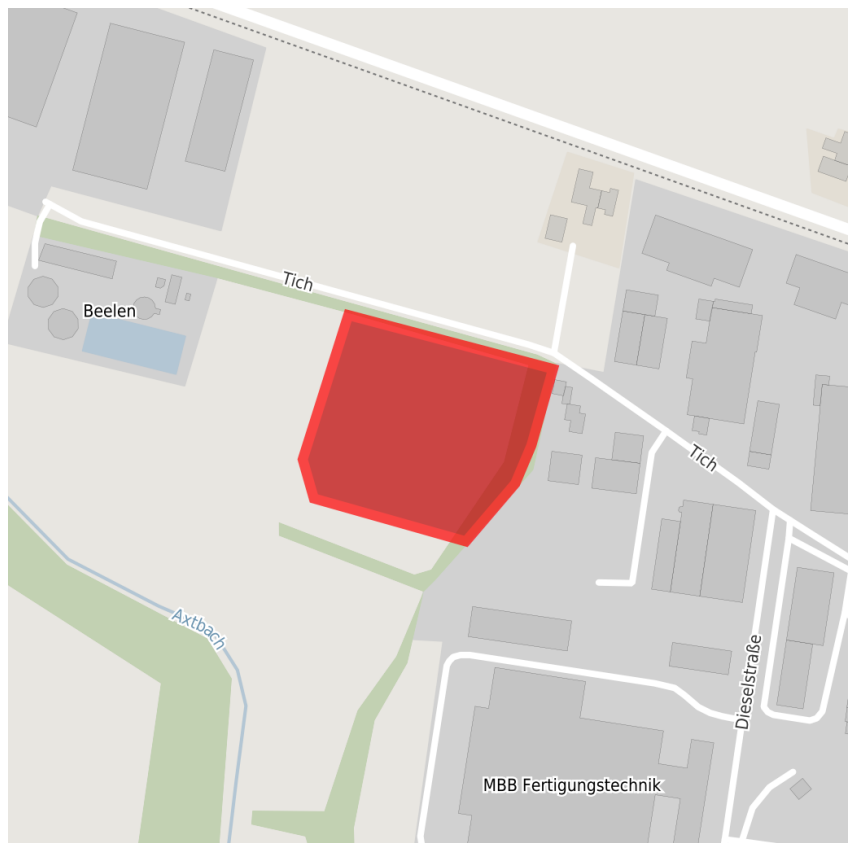 Tich
Beelen
Tich
Axtbach
Dieselstraße
MBB Fertigungstechnik